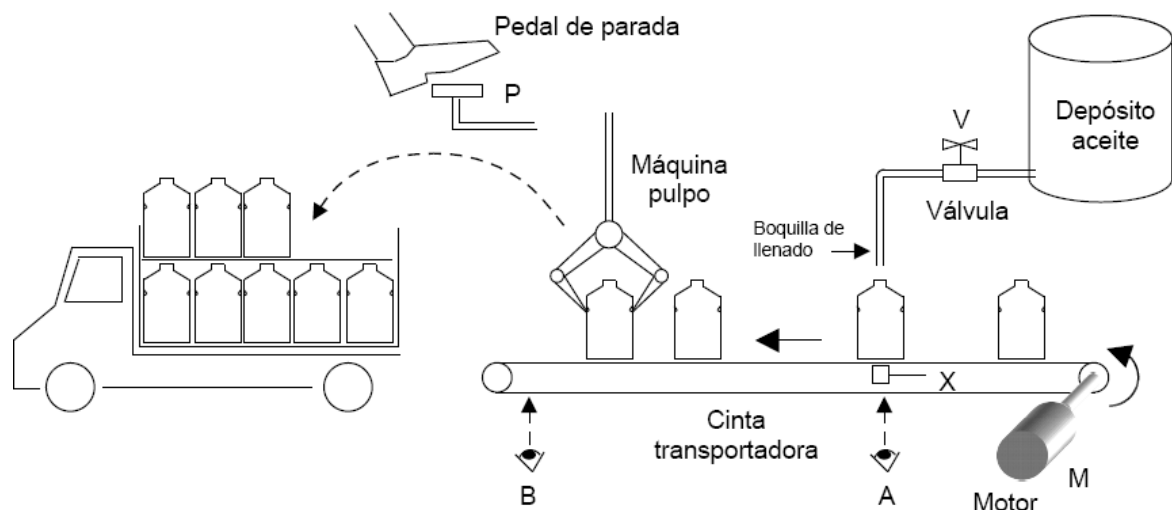 Pedal de parada
P
Máquina
pulpo
V
Válvula
Depósito
aceite
Boquilla de
llenado
X
Cinta
transportadora
B
A
M
Motor